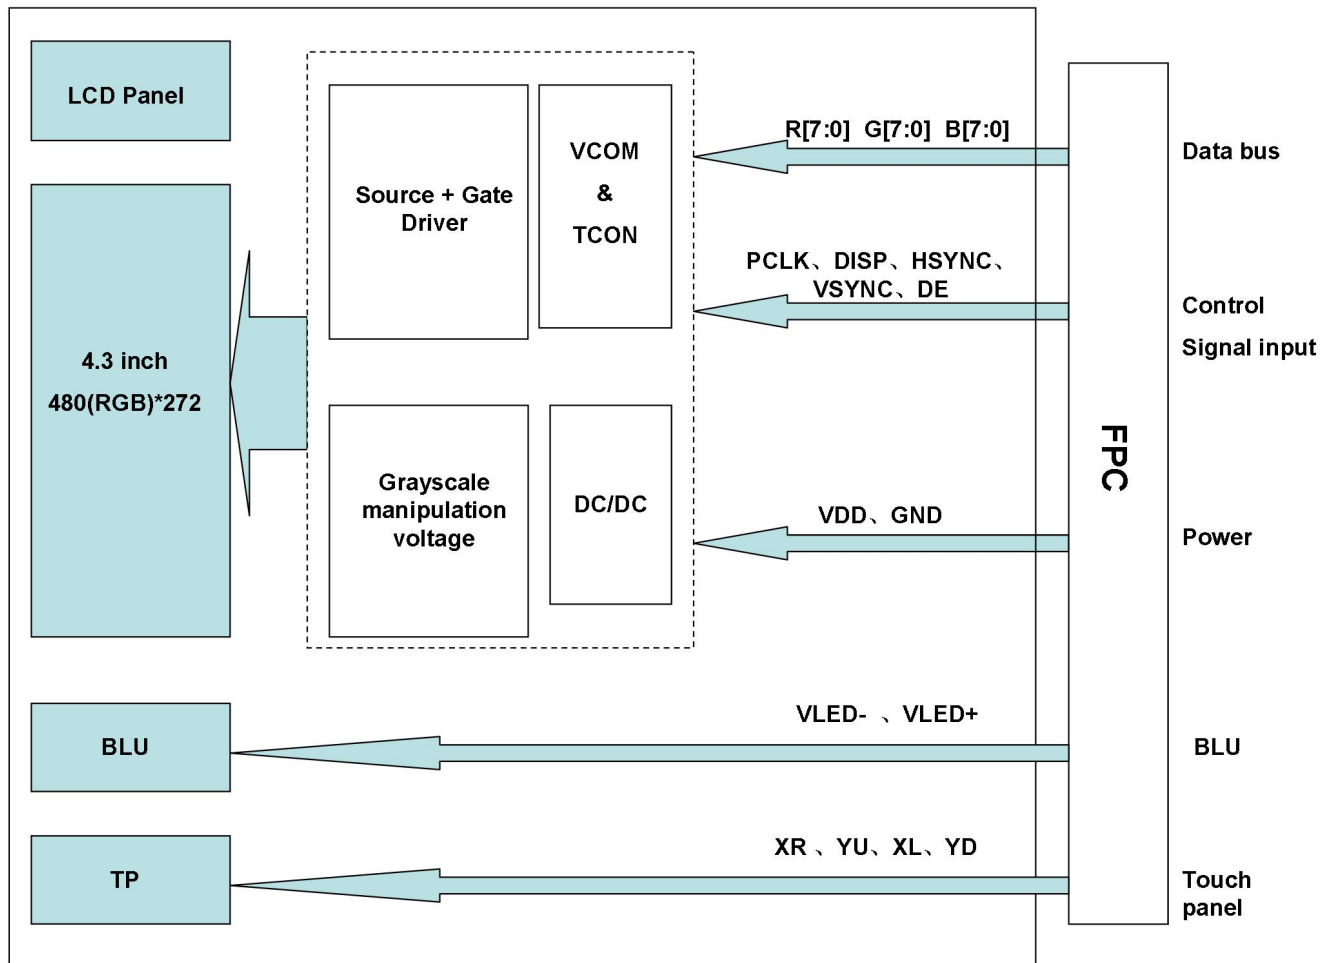 LCD Panel
4.3 inch
480(RGB)*272
Source + Gate
Driver
VCOM
&
TCON
Grayscale
manipulation
voltage
DC/DC
R[7:0] G[7:0] B[7:0]
Data bus
PCLK、DISP、HSYNC、
VSYNC、DE
Control
Signal input
FPC
VDD、GND
Power
BLU
VLED- 、VLED+
BLU
TP
XR 、YU、XL、YD
Touch
panel